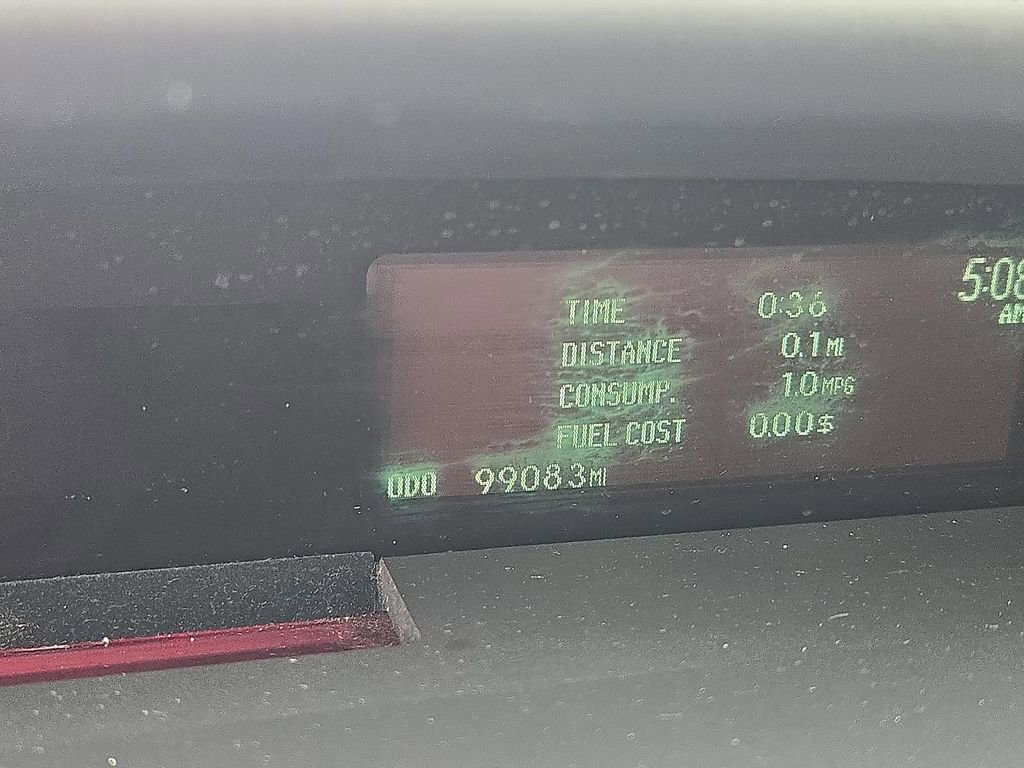 5:08
AM
TIME 0:36
DISTANCE 0.1 MI
CONSUMP. 1.0 MPG
FUEL COST 0.00$
ODO 99083 MI